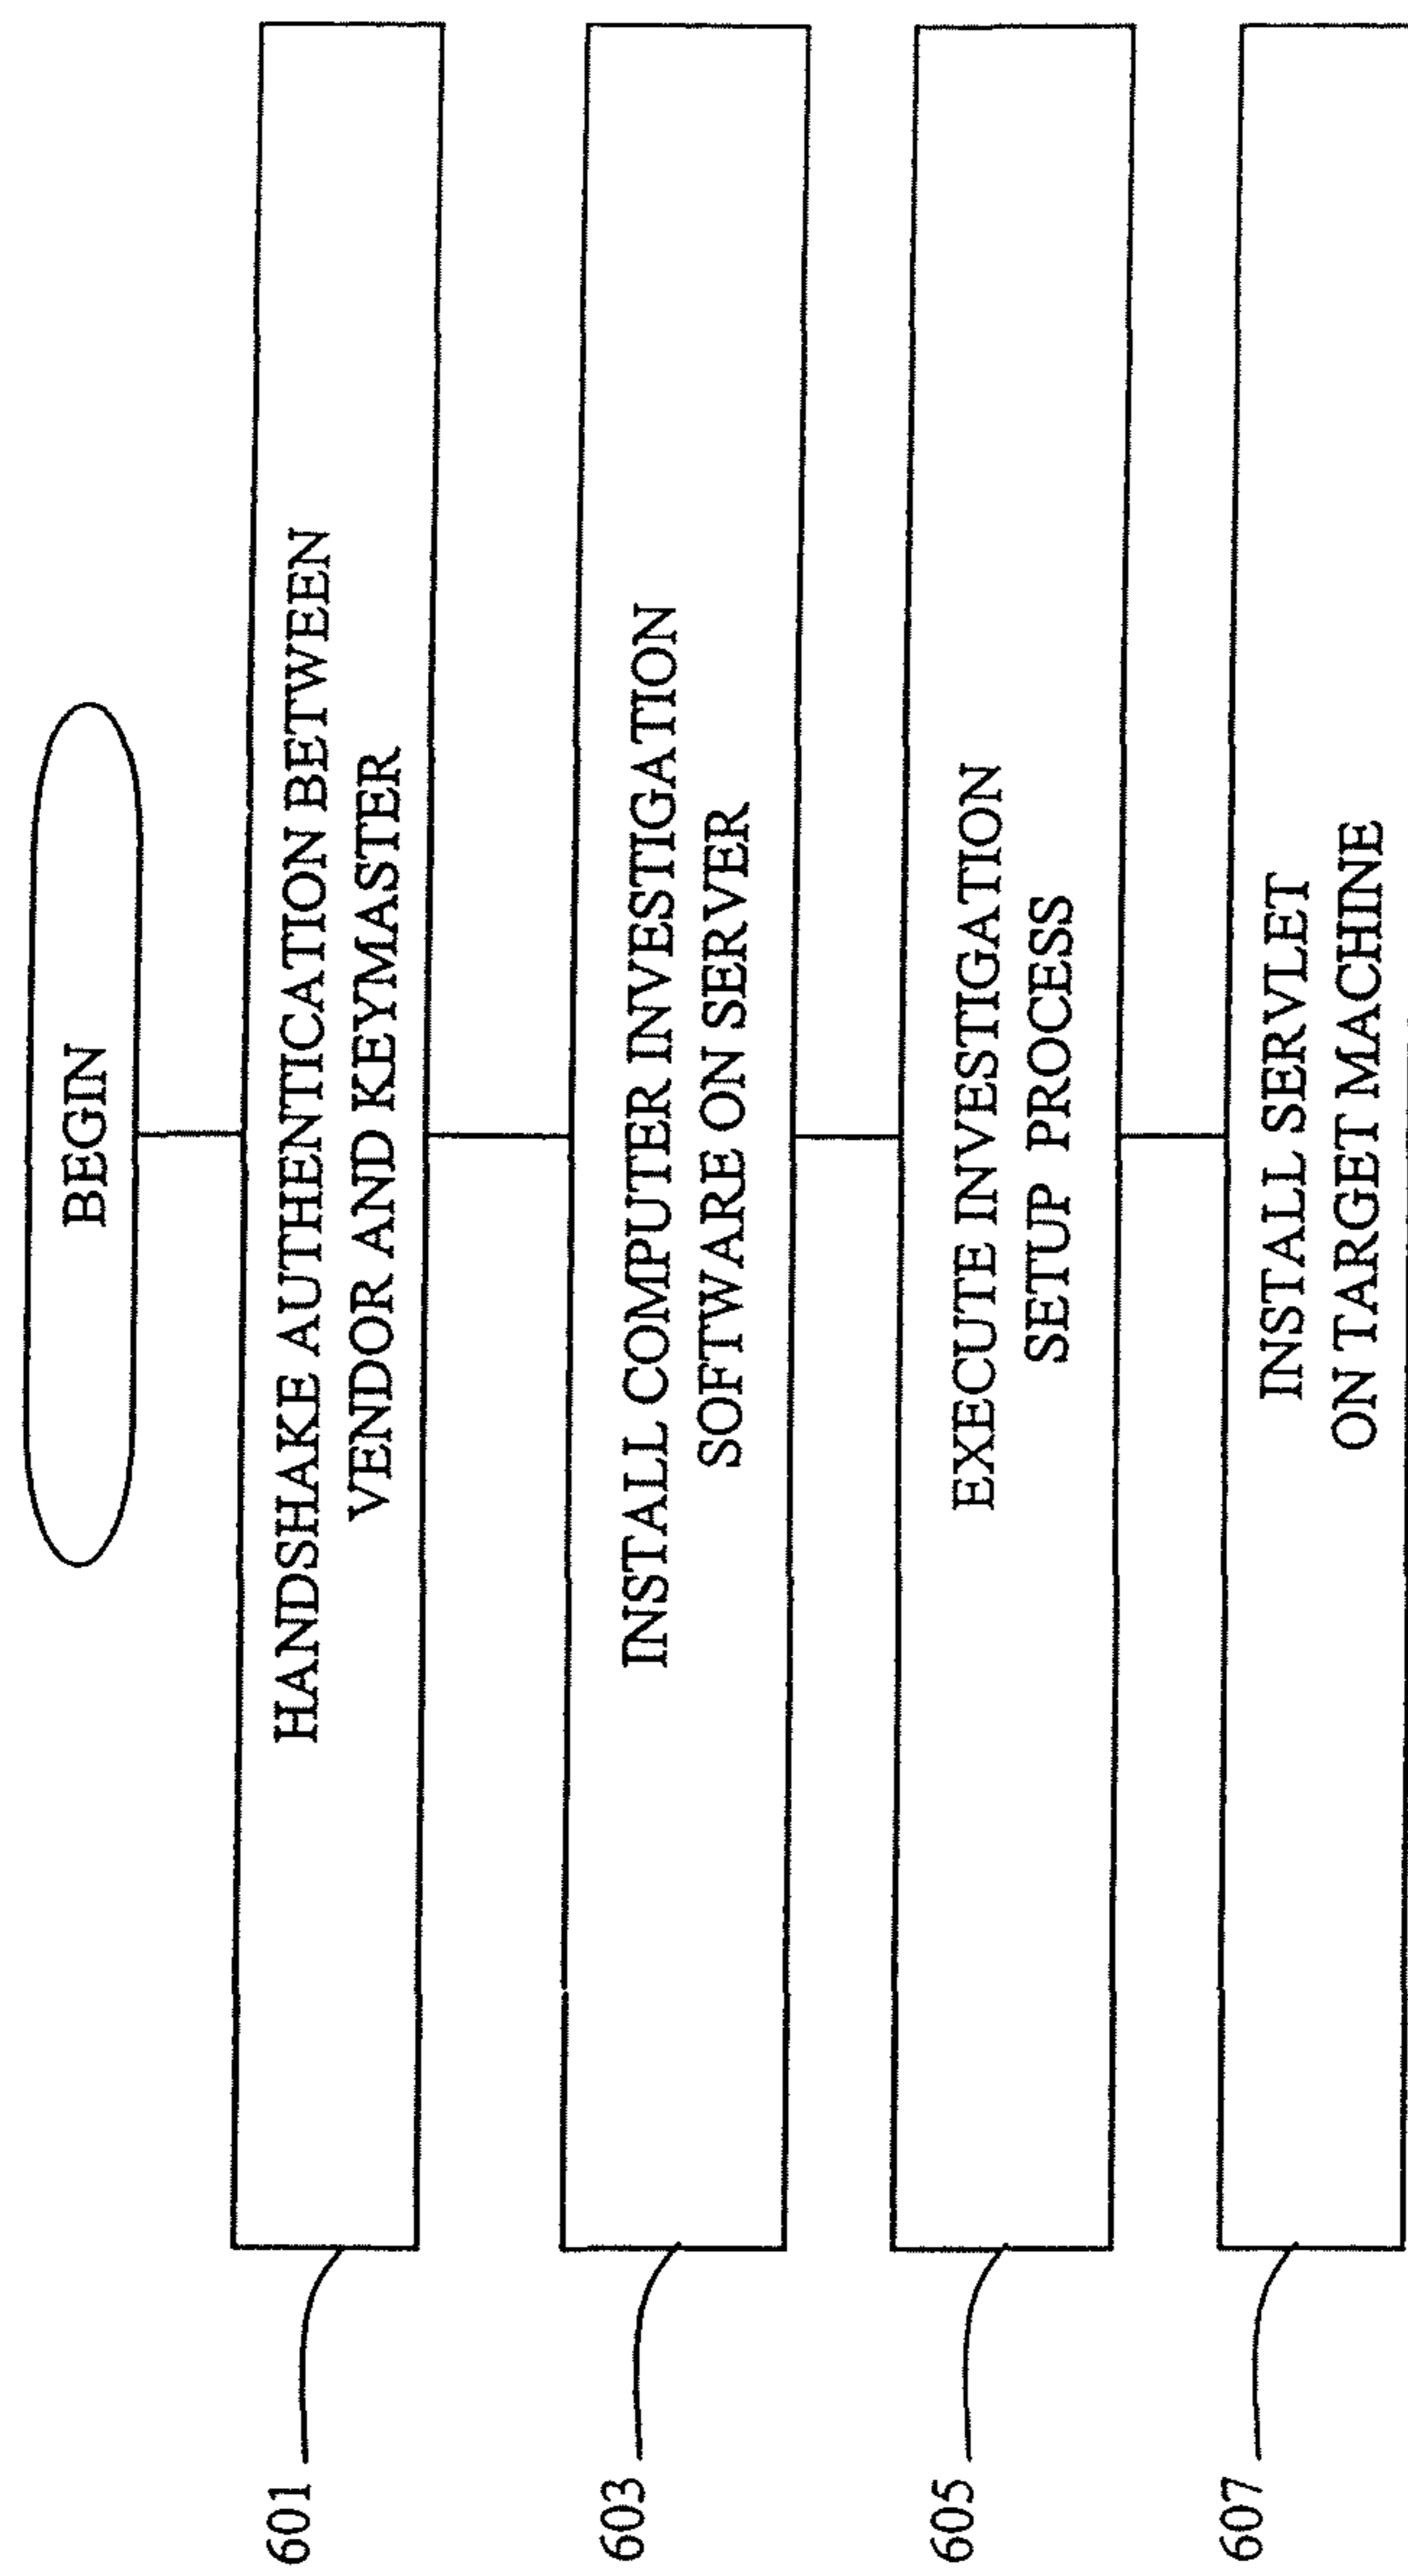 BEGIN
HANDSHAKE AUTHENTICATION BETWEEN
VENDOR AND KEYMASTER
601
INSTALL COMPUTER INVESTIGATION
SOFTWARE ON SERVER
603
EXECUTE INVESTIGATION
SETUP PROCESS
605
INSTALL SERVLET
ON TARGET MACHINE
607